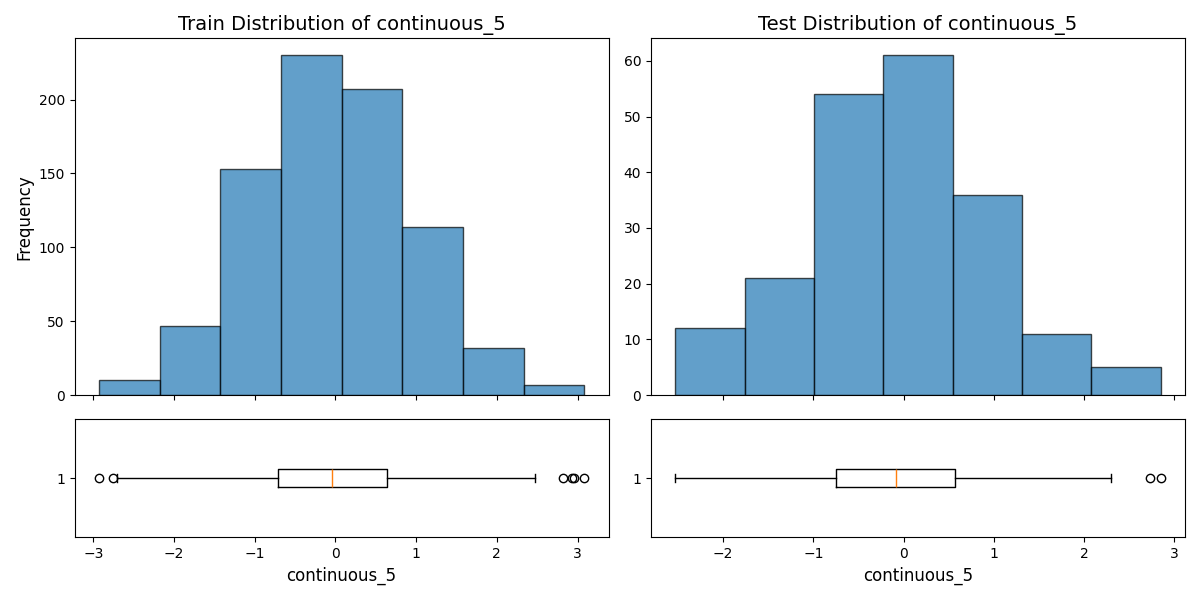 Train Distribution of continuous_5
Test Distribution of continuous_5
Frequency
200
150
100
50
0
60
50
40
30
20
10
0
1
−3 −2 −1 0 1 2 3
continuous_5
1
−2 −1 0 1 2 3
continuous_5